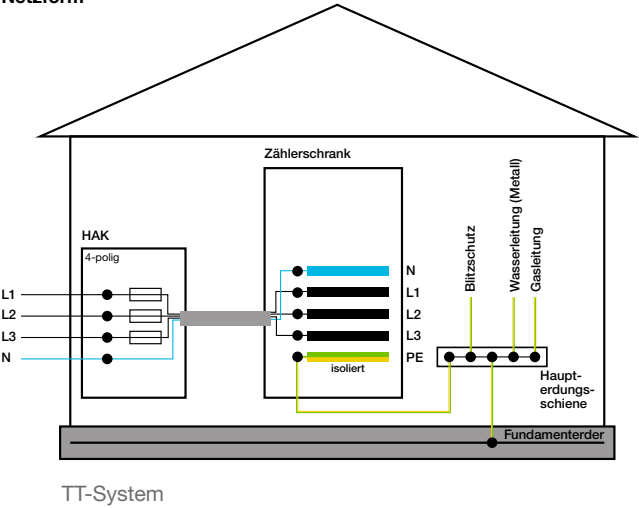 Netzform
Zählerschrank
HAK
4-polig
L1
L2
L3
N
N
L1
L2
L3
PE
isoliert
Blitzschutz
Wasserleitung (Metall)
Gasleitung
Haupt-
erdungs-
schiene
Fundamenterder
TT-System